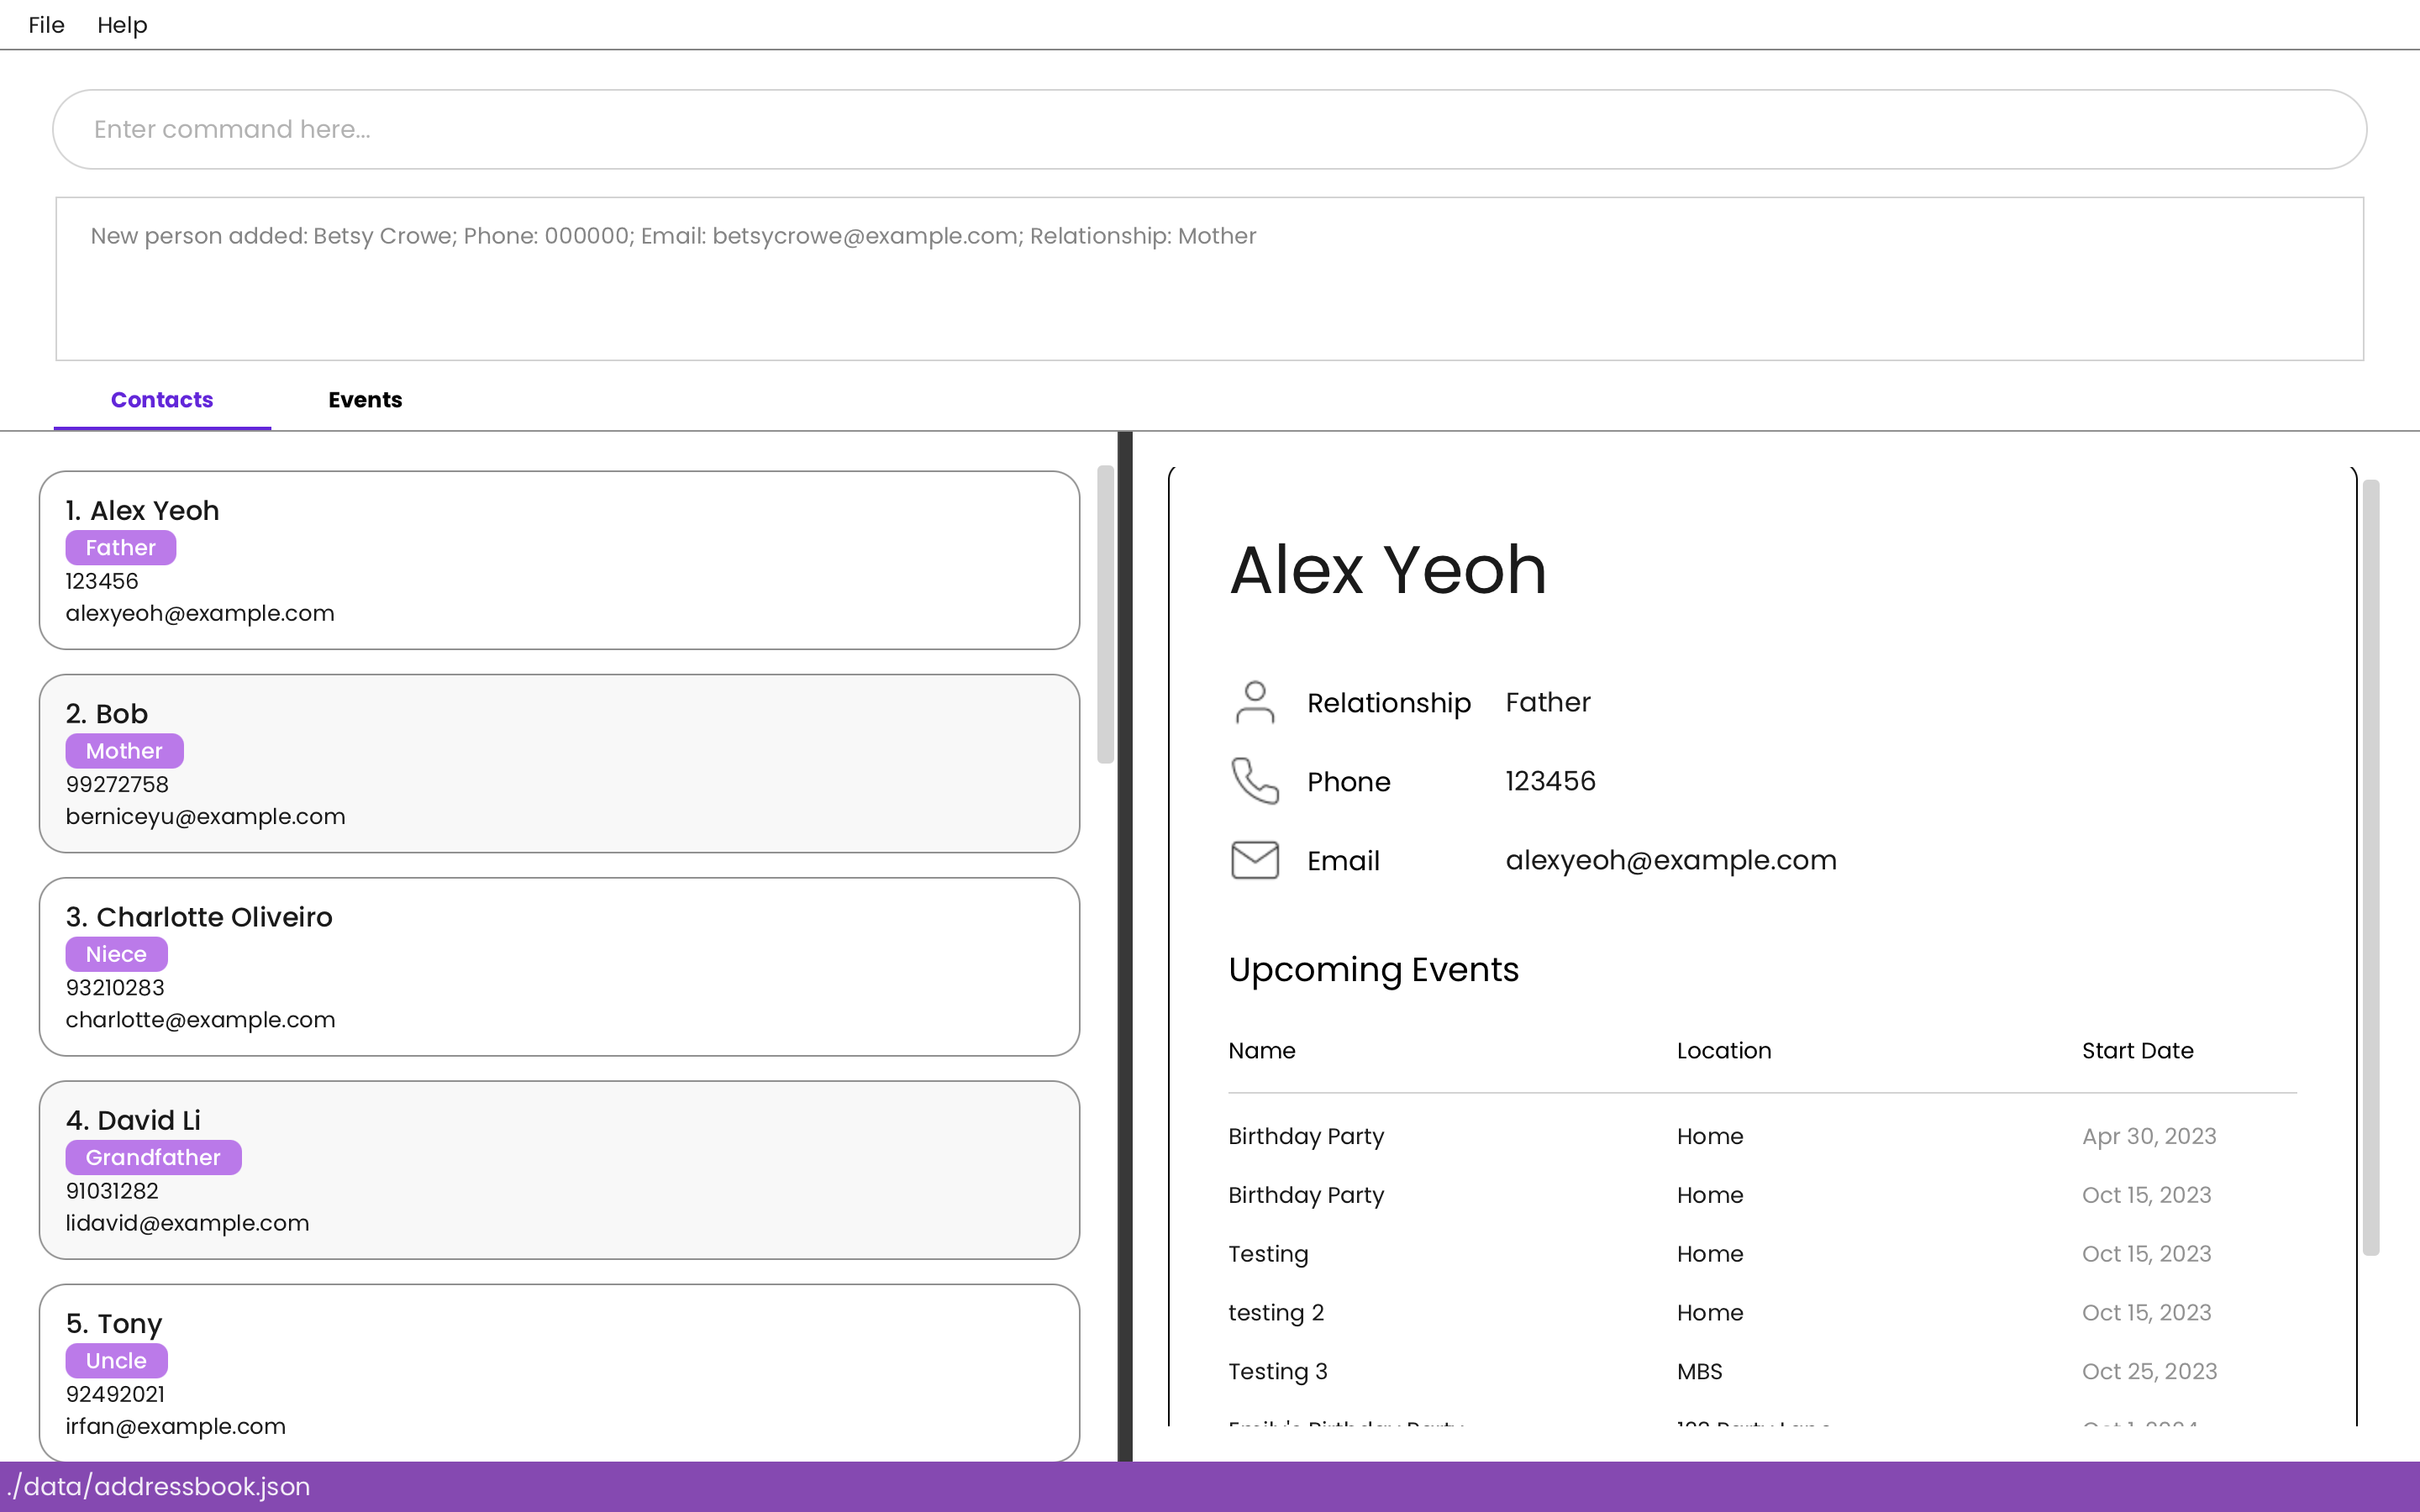 File Help
Enter command here...
New person added: Betsy Crowe; Phone: 000000; Email: betsycrowe@example.com; Relationship: Mother
Contacts Events
1. Alex Yeoh
Father
123456
alexyeoh@example.com
2. Bob
Mother
99272758
berniceyu@example.com
3. Charlotte Oliveiro
Niece
93210283
charlotte@example.com
4. David Li
Grandfather
91031282
lidavid@example.com
5. Tony
Uncle
92492021
irfan@example.com
Alex Yeoh
Relationship Father
Phone 123456
Email alexyeoh@example.com
Upcoming Events
Name Location Start Date
Birthday Party Home Apr 30, 2023
Birthday Party Home Oct 15, 2023
Testing Home Oct 15, 2023
testing 2 Home Oct 15, 2023
Testing 3 MBS Oct 25, 2023
./data/addressbook.json